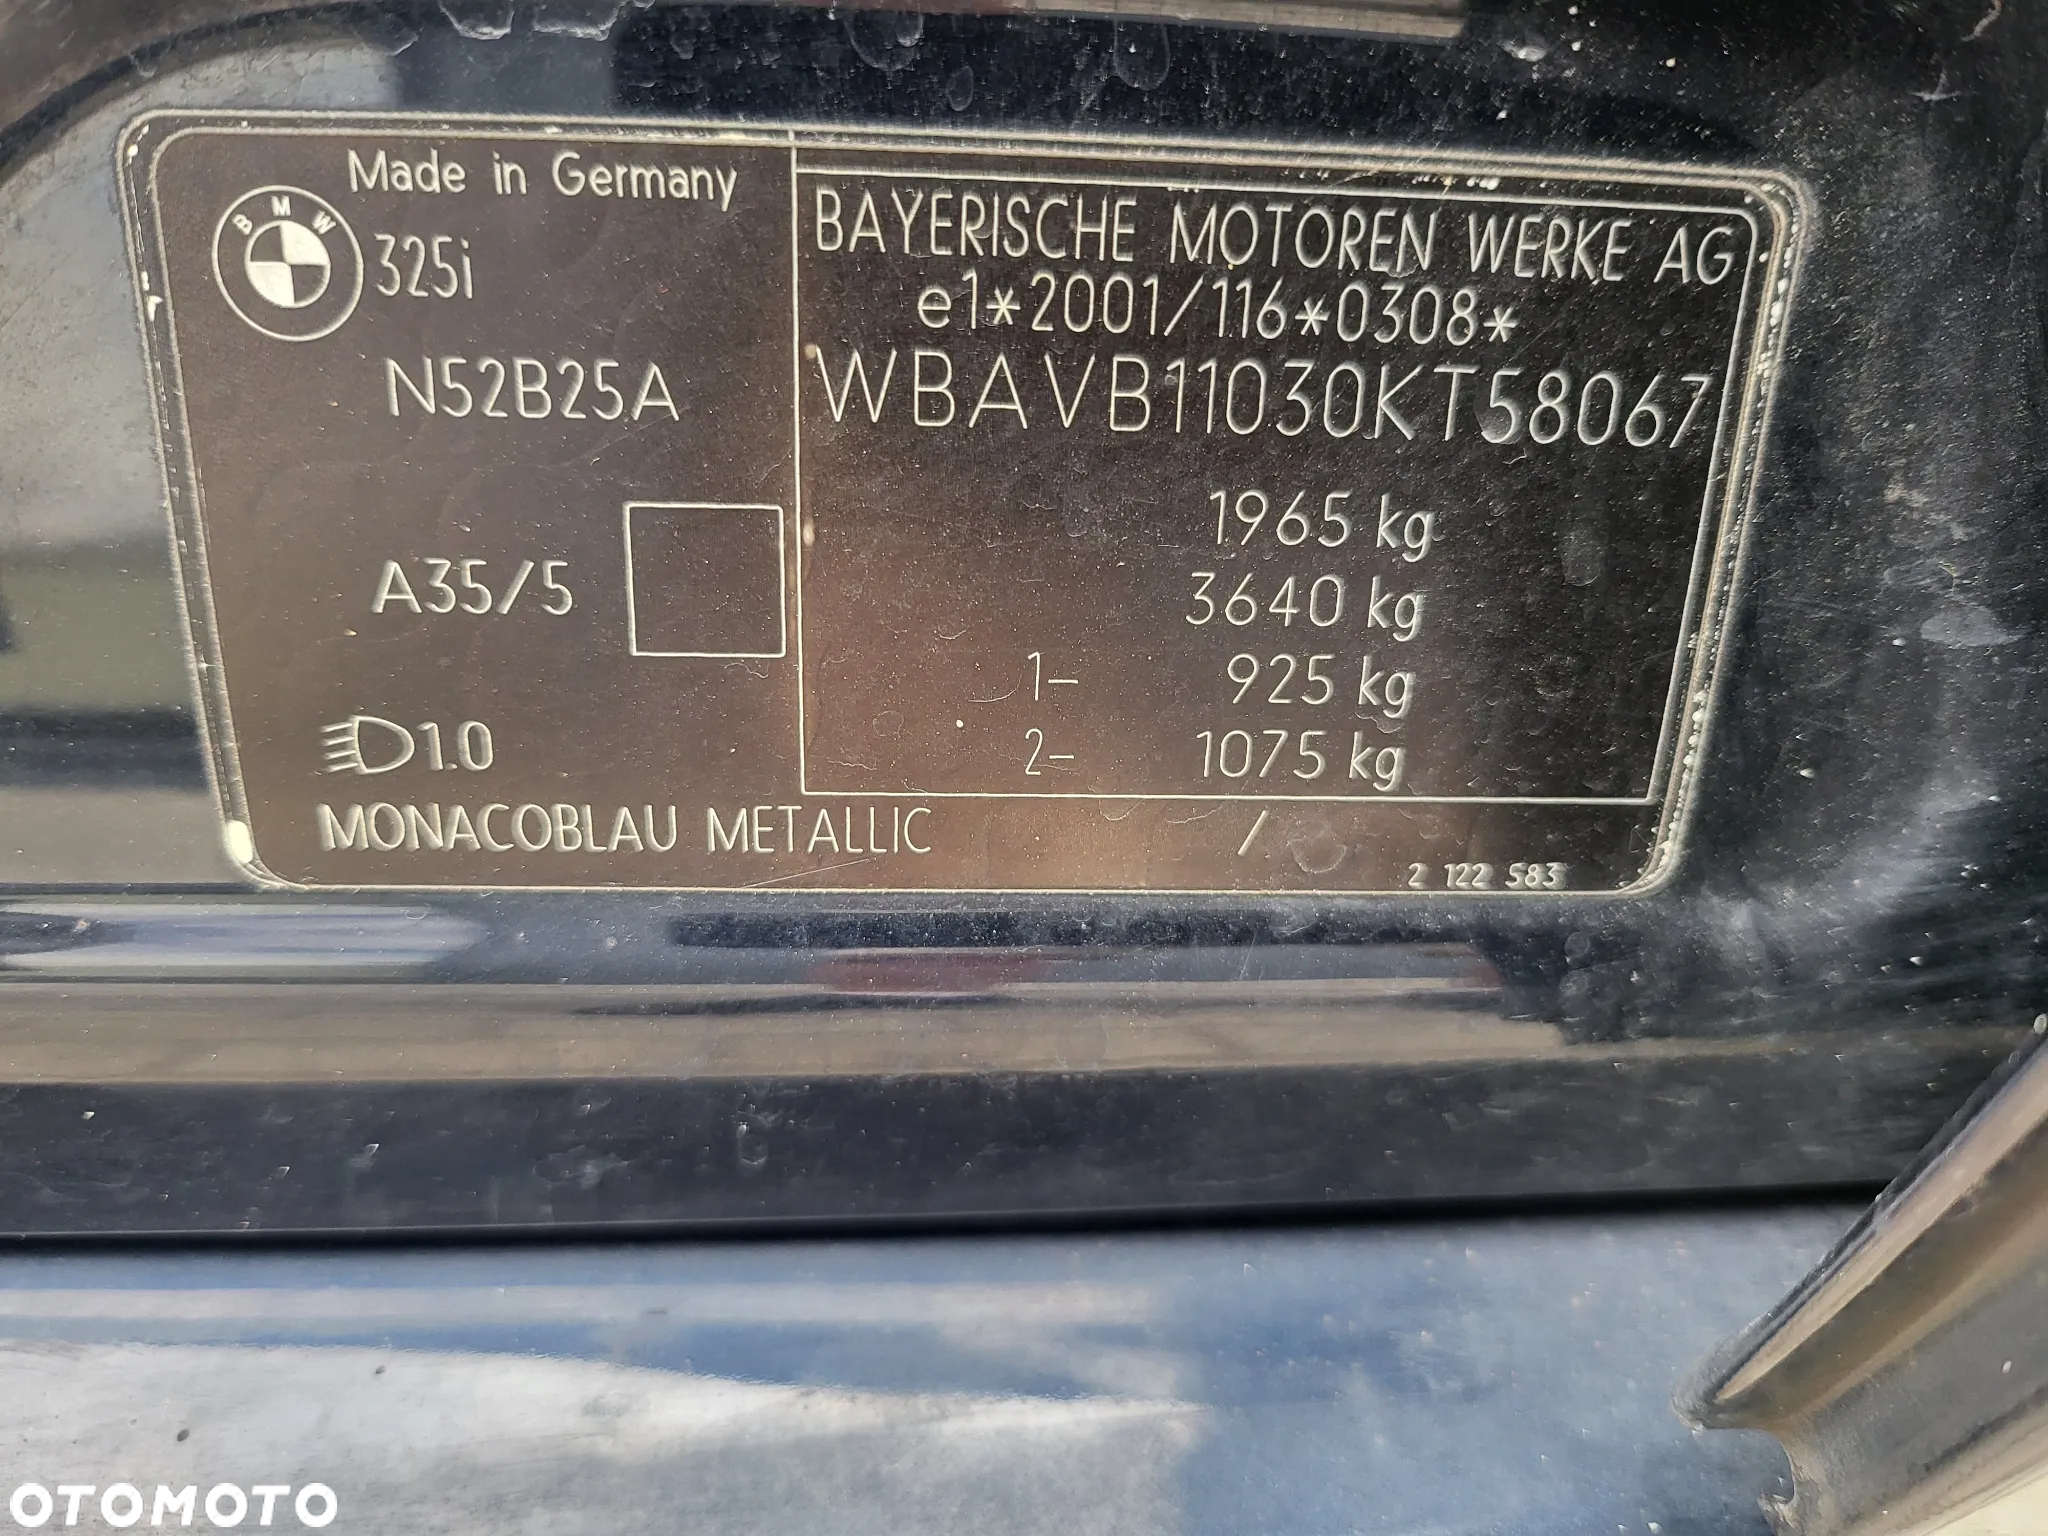 Made in Germany
BMW
325i
N52B25A
A35/5
1.0
MONACOBLAU METALLIC /
BAYERISCHE MOTOREN WERKE AG
e1*2001/116*0308*
WBAVB11030KT58067
1965 kg
3640 kg
1– 925 kg
2– 1075 kg
2 122 583
OTOMOTO